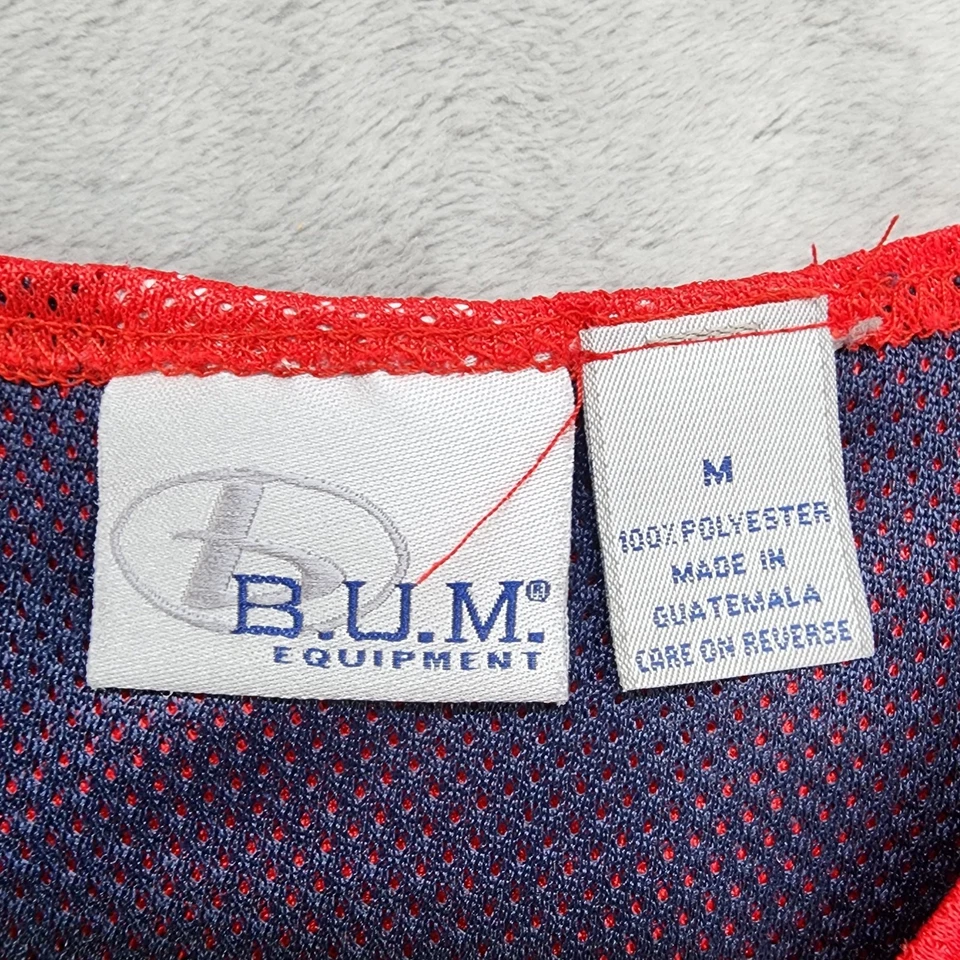 b
B.U.M.®
EQUIPMENT
M
100% POLYESTER
MADE IN
GUATEMALA
CARE ON REVERSE